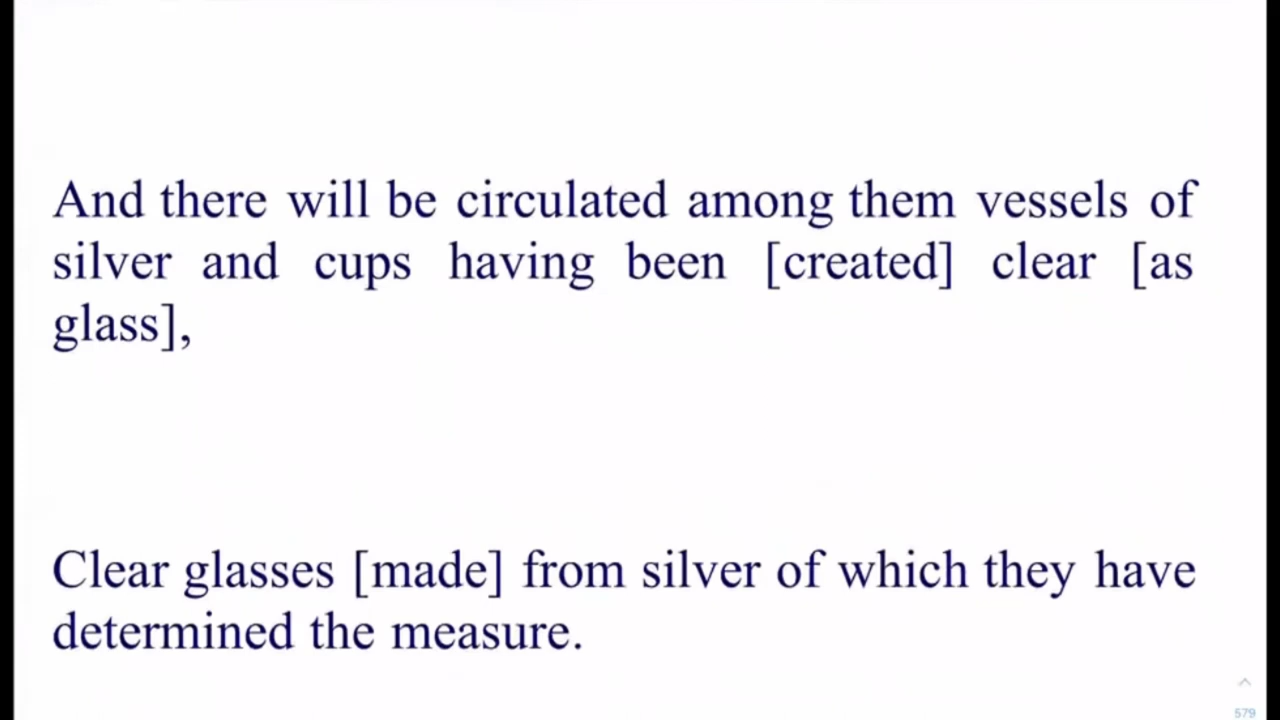 And there will be circulated among them vessels of
silver and cups having been [created] clear [as
glass],
Clear glasses [made] from silver of which they have
determined the measure.
579